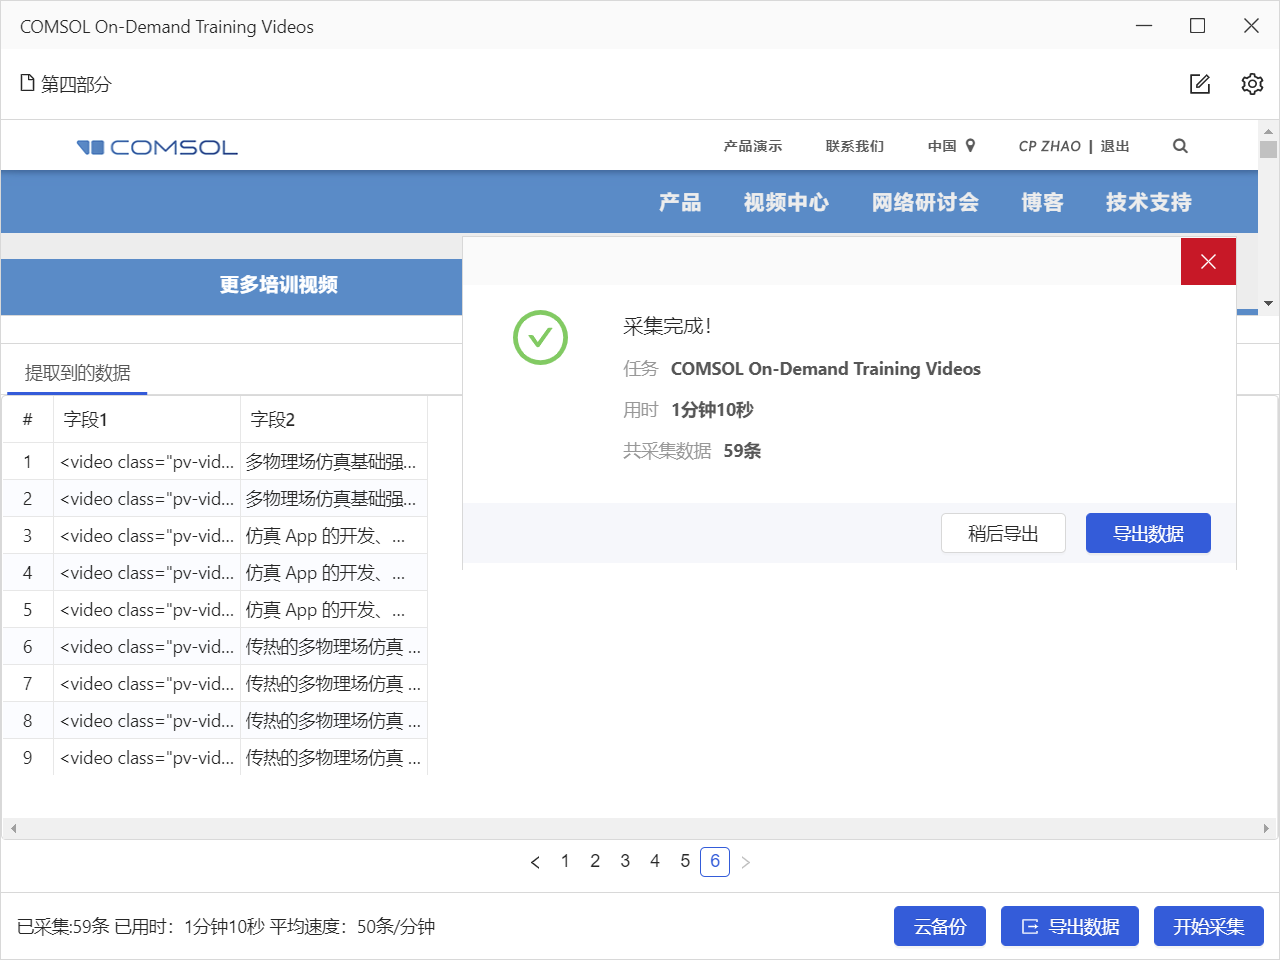 COMSOL On-Demand Training Videos
第四部分
COMSOL
产品演示 联系我们 中国 CP ZHAO | 退出
产品 视频中心 网络研讨会 博客 技术支持
更多培训视频
采集完成！
任务 COMSOL On-Demand Training Videos
用时 1分钟10秒
共采集数据 59条
稍后导出 导出数据
提取到的数据
# 字段1 字段2
1 <video class="pv-vid... 多物理场仿真基础强...
2 <video class="pv-vid... 多物理场仿真基础强...
3 <video class="pv-vid... 仿真 App 的开发、...
4 <video class="pv-vid... 仿真 App 的开发、...
5 <video class="pv-vid... 仿真 App 的开发、...
6 <video class="pv-vid... 传热的多物理场仿真 ...
7 <video class="pv-vid... 传热的多物理场仿真 ...
8 <video class="pv-vid... 传热的多物理场仿真 ...
9 <video class="pv-vid... 传热的多物理场仿真 ...
< 1 2 3 4 5 6 >
已采集:59条 已用时：1分钟10秒 平均速度：50条/分钟
云备份 导出数据 开始采集